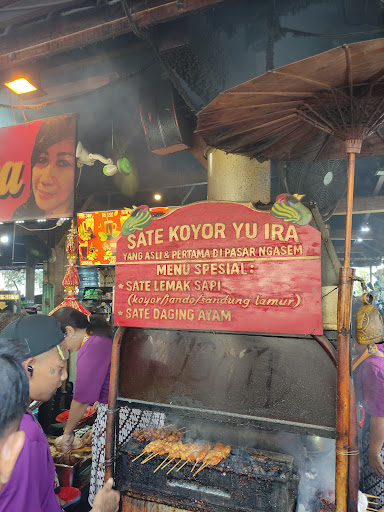 SATE KOYOR YU IRA
YANG ASLI & PERTAMA DI PASAR NGASEM
MENU SPESIAL :
* SATE LEMAK SAPI
(koyor/jando/sandung lamur)
* SATE DAGING AYAM